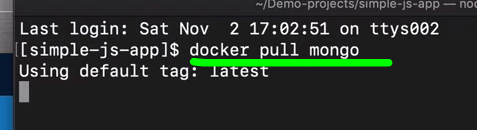 ~/Demo-projects/simple-js-app — no
Last login: Sat Nov  2 17:02:51 on ttys002
[[simple-js-app]$ docker pull mongo
Using default tag: latest